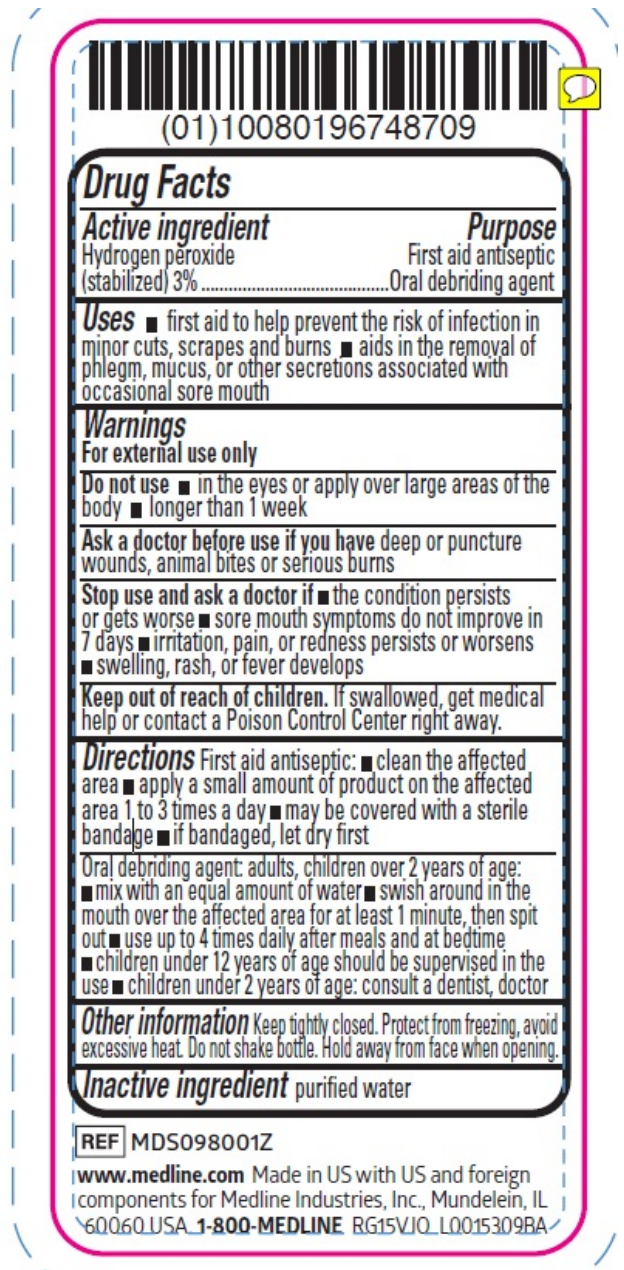 (01)10080196748709
Drug Facts
Active ingredient Purpose
Hydrogen peroxide First aid antiseptic
(stabilized) 3% ..........................................Oral debriding agent
Uses ■ first aid to help prevent the risk of infection in
minor cuts, scrapes and burns ■ aids in the removal of
phlegm, mucus, or other secretions associated with
occasional sore mouth
Warnings
For external use only
Do not use ■ in the eyes or apply over large areas of the
body ■ longer than 1 week
Ask a doctor before use if you have deep or puncture
wounds, animal bites or serious burns
Stop use and ask a doctor if ■ the condition persists
or gets worse ■ sore mouth symptoms do not improve in
7 days ■ irritation, pain, or redness persists or worsens
■ swelling, rash, or fever develops
Keep out of reach of children. If swallowed, get medical
help or contact a Poison Control Center right away.
Directions First aid antiseptic: ■ clean the affected
area ■ apply a small amount of product on the affected
area 1 to 3 times a day ■ may be covered with a sterile
bandage ■ if bandaged, let dry first
Oral debriding agent: adults, children over 2 years of age:
■ mix with an equal amount of water ■ swish around in the
mouth over the affected area for at least 1 minute, then spit
out ■ use up to 4 times daily after meals and at bedtime
■ children under 12 years of age should be supervised in the
use ■ children under 2 years of age: consult a dentist, doctor
Other information Keep tightly closed. Protect from freezing, avoid
excessive heat. Do not shake bottle. Hold away from face when opening.
Inactive ingredient purified water
REF MDS098001Z
www.medline.com Made in US with US and foreign
components for Medline Industries, Inc., Mundelein, IL
60060 USA 1-800-MEDLINE RG15VJO L0015309BA